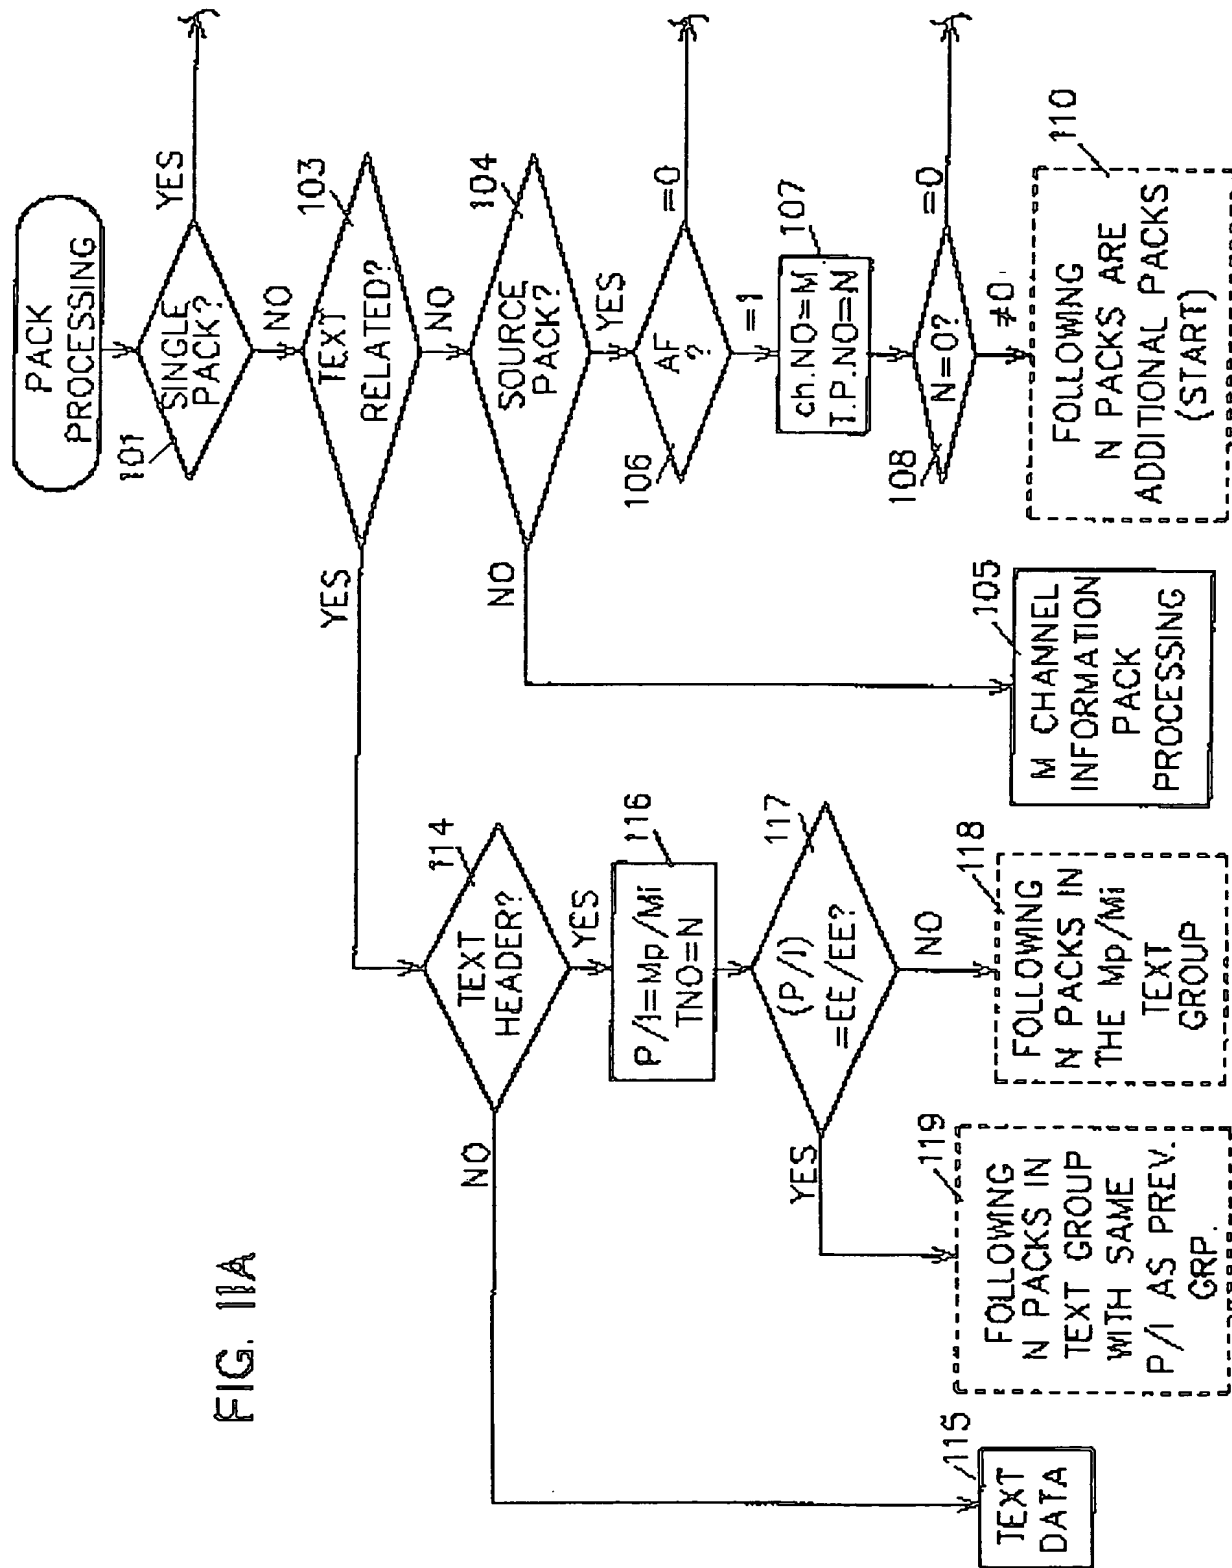 FIG. 11A
PACK
PROCESSING
101
SINGLE
PACK?
YES
NO
103
TEXT
RELATED?
YES
NO
104
SOURCE
PACK?
NO
YES
106
AF
?
=0
=1
107
ch.NO=M
T.P.NO=N
108
N=0?
=0
≠0
110
FOLLOWING
N PACKS ARE
ADDITIONAL PACKS
(START)
105
M CHANNEL
INFORMATION
PACK
PROCESSING
114
TEXT
HEADER?
NO
YES
116
P/I=Mp/Mi
TNO=N
117
(P/I)
=EE/EE?
YES
NO
118
FOLLOWING
N PACKS IN
THE Mp/Mi
TEXT
GROUP
119
FOLLOWING
N PACKS IN
TEXT GROUP
WITH SAME
P/I AS PREV.
GRP.
115
TEXT
DATA